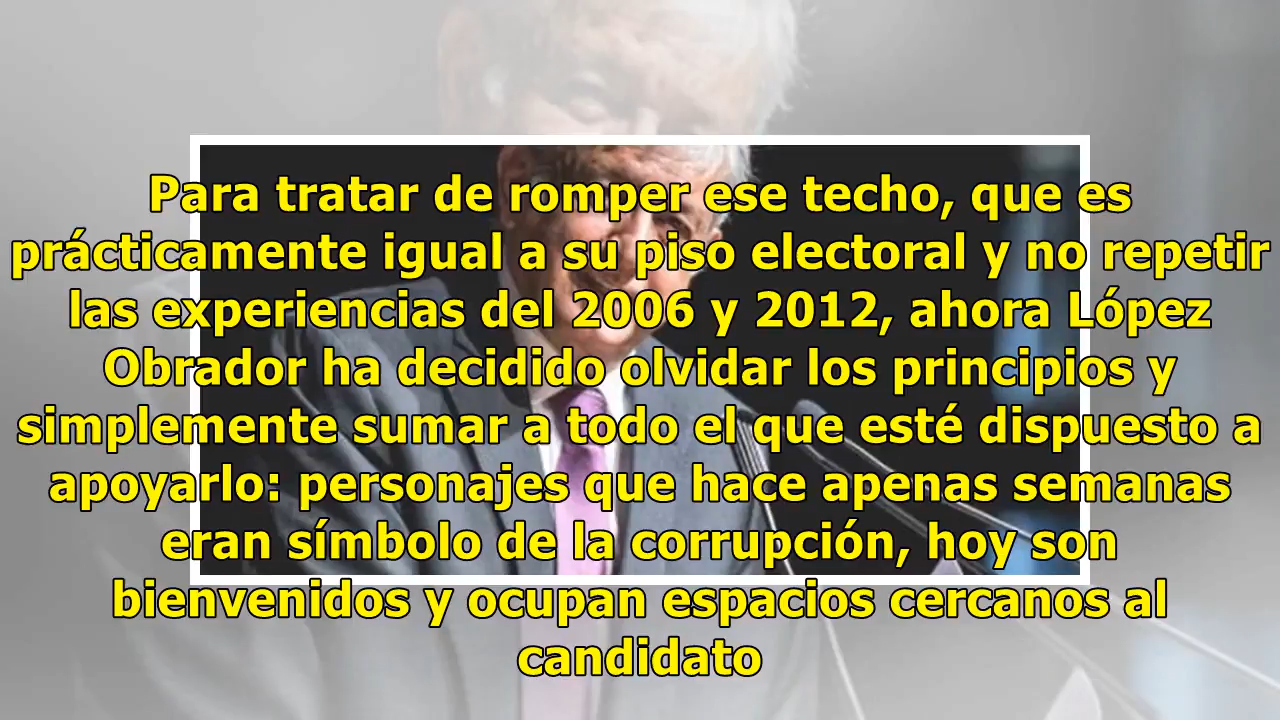 Para tratar de romper ese techo, que es
prácticamente igual a su piso electoral y no repetir
las experiencias del 2006 y 2012, ahora López
Obrador ha decidido olvidar los principios y
simplemente sumar a todo el que esté dispuesto a
apoyarlo: personajes que hace apenas semanas
eran símbolo de la corrupción, hoy son
bienvenidos y ocupan espacios cercanos al
candidato